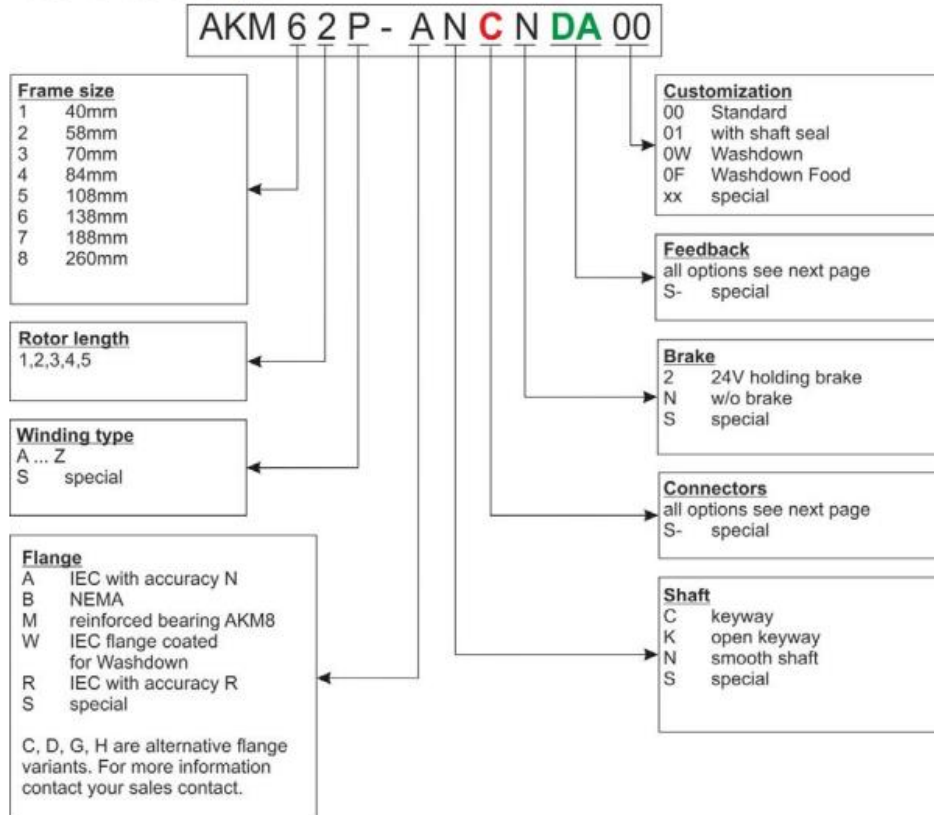 AKM 6 2 P - A N C N DA 00
Frame size
1 40mm
2 58mm
3 70mm
4 84mm
5 108mm
6 138mm
7 188mm
8 260mm
Rotor length
1,2,3,4,5
Winding type
A ... Z
S special
Flange
A IEC with accuracy N
B NEMA
M reinforced bearing AKM8
W IEC flange coated
for Washdown
R IEC with accuracy R
S special
C, D, G, H are alternative flange
variants. For more information
contact your sales contact.
Customization
00 Standard
01 with shaft seal
0W Washdown
0F Washdown Food
xx special
Feedback
all options see next page
S- special
Brake
2 24V holding brake
N w/o brake
S special
Connectors
all options see next page
S- special
Shaft
C keyway
K open keyway
N smooth shaft
S special